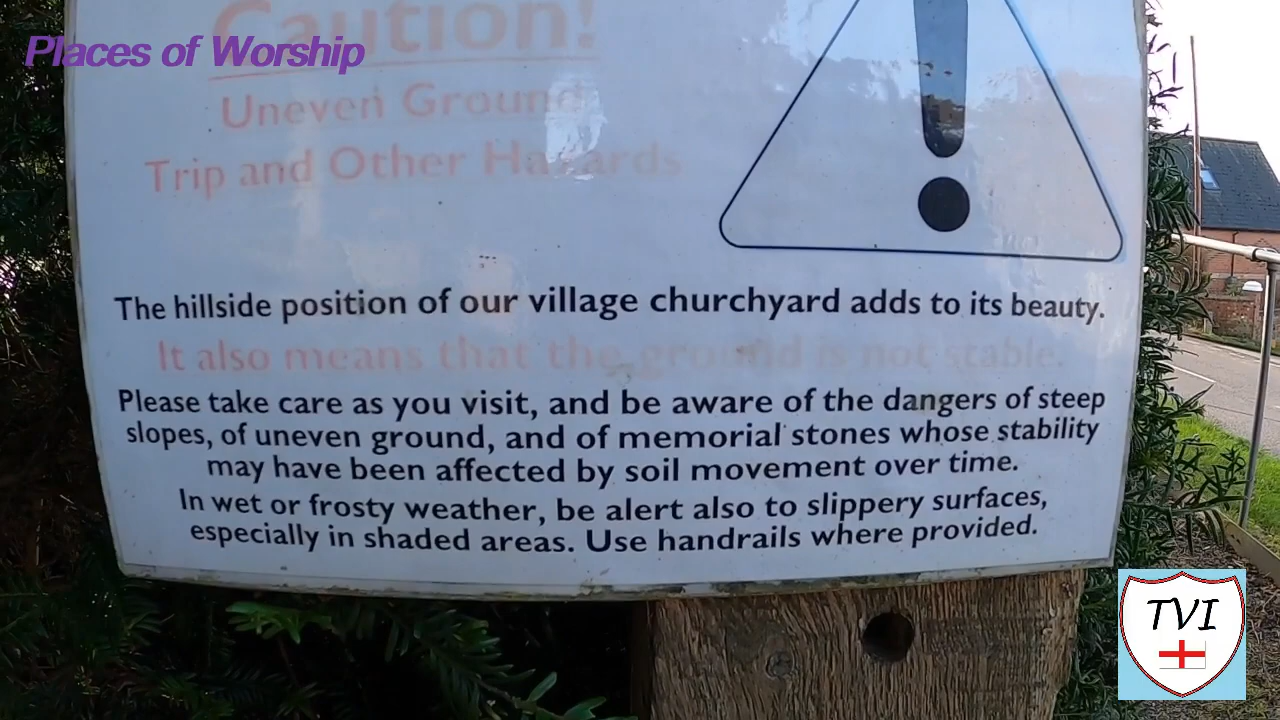 Places of Worship
Caution!
Uneven Ground
Trip and Other Hazards
The hillside position of our village churchyard adds to its beauty.
It also means that the ground is not stable.
Please take care as you visit, and be aware of the dangers of steep
slopes, of uneven ground, and of memorial stones whose stability
may have been affected by soil movement over time.
In wet or frosty weather, be alert also to slippery surfaces,
especially in shaded areas. Use handrails where provided.
TVI